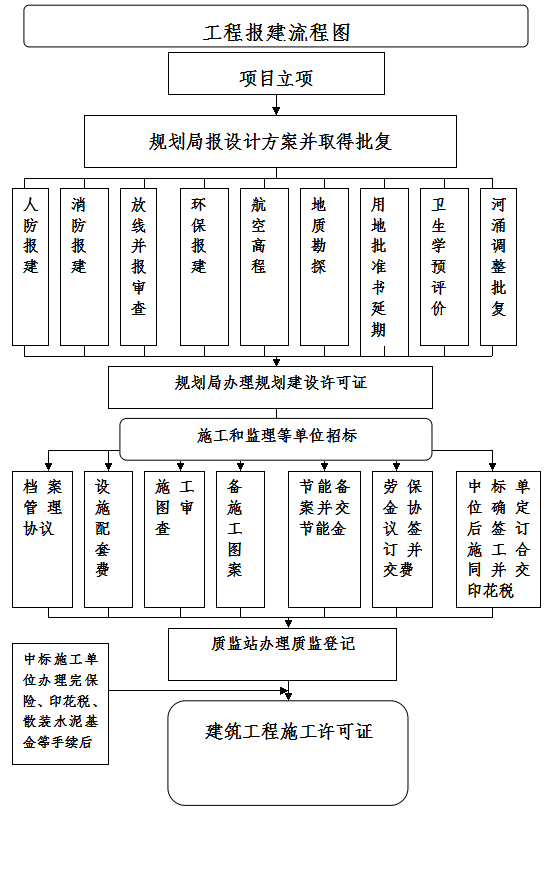 工程报建流程图
项目立项
规划局报设计方案并取得批复
人防报建
消防报建
放线并报审查
环保报建
航空高程
地质勘探
用地批准书延期
卫生学预评价
河涌调整批复
规划局办理规划建设许可证
施工和监理等单位招标
档案
管理
协议
设施配套费
施工
图审
查
备施工图案
节能备
案并交
节能金
劳保
金协
议签
订并
交费
中标单
位确定
后签订
施工合
同并交
印花税
质监站办理质监登记
中标施工单
位办理完保
险、印花税、
散装水泥基
金等手续后
建筑工程施工许可证